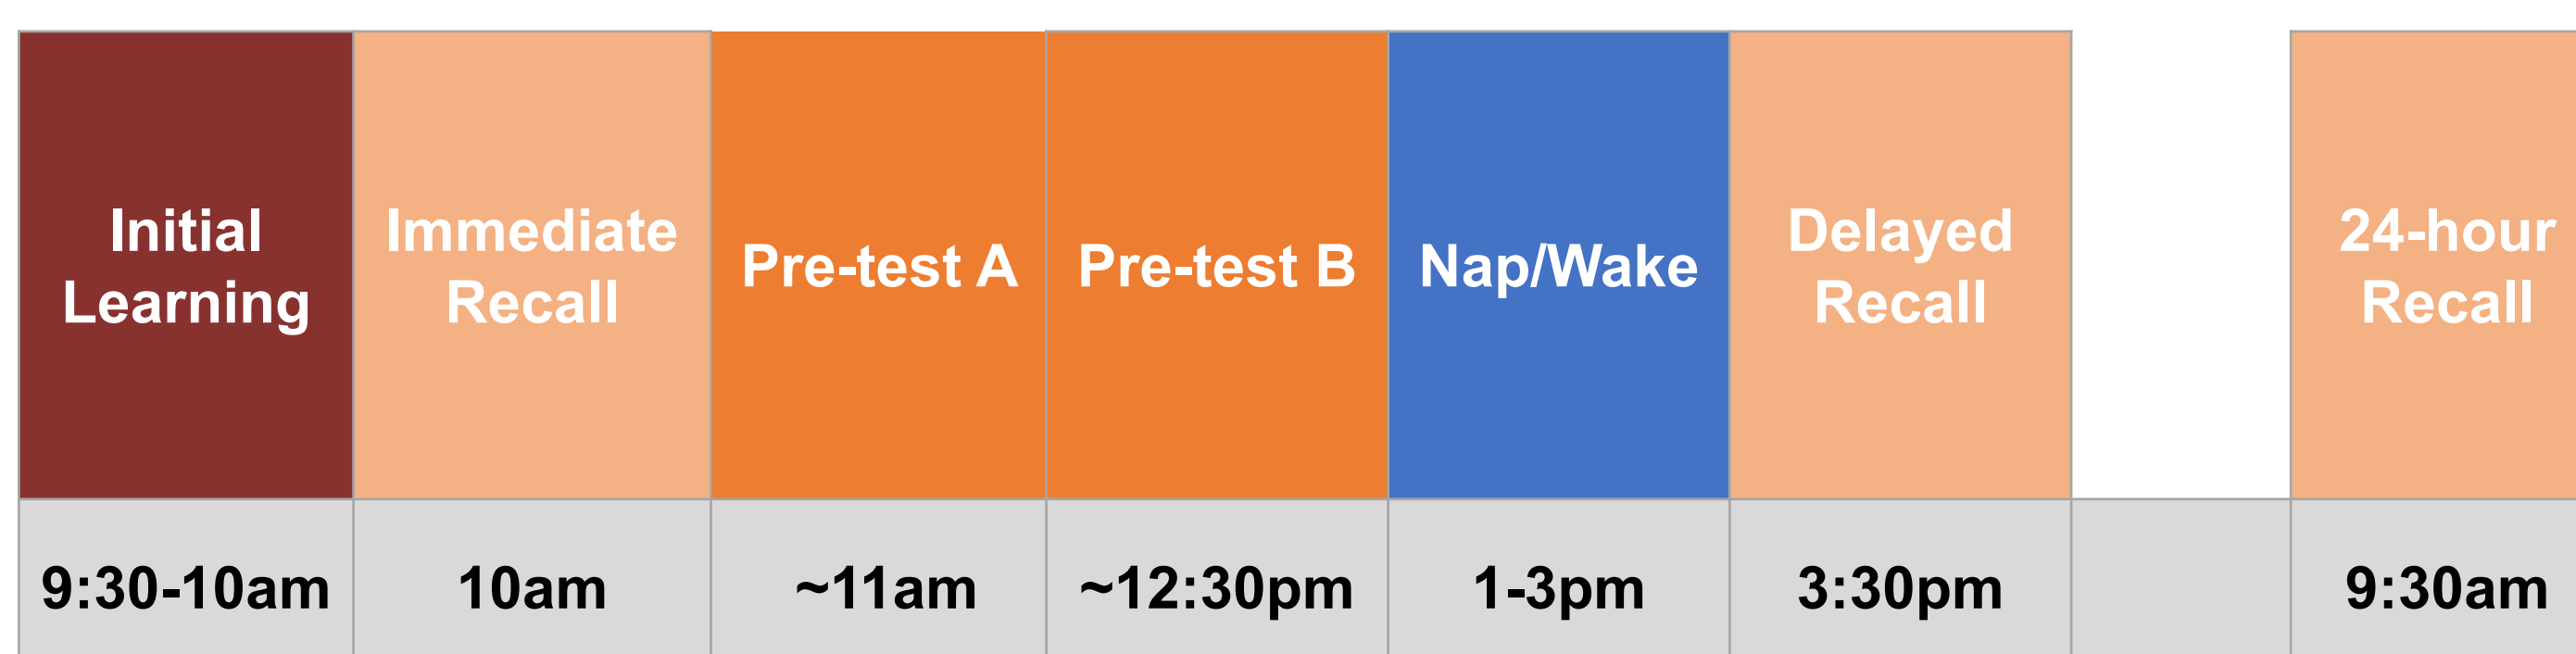 Initial
Learning
Immediate
Recall
Pre-test A
Pre-test B
Nap/Wake
Delayed
Recall
24-hour
Recall
9:30-10am
10am
~11am
~12:30pm
1-3pm
3:30pm
9:30am